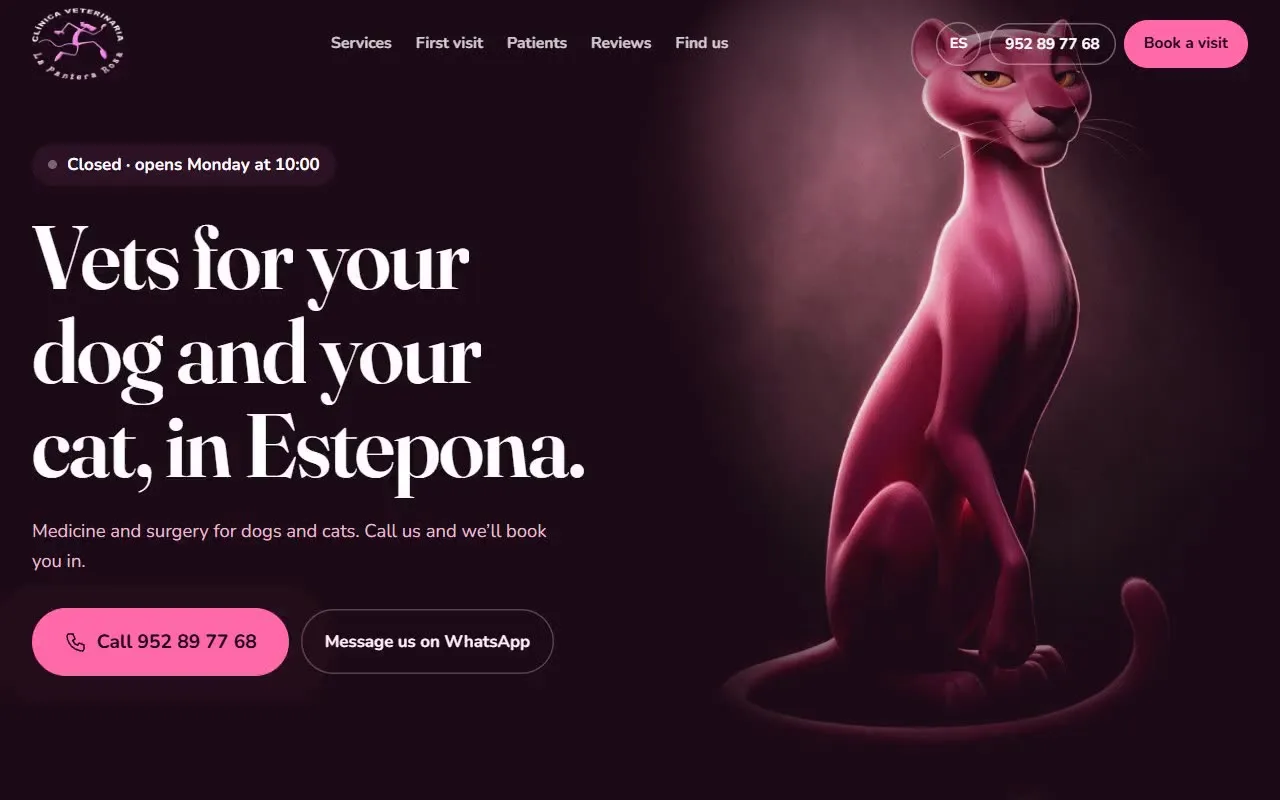 CLÍNICA VETERINARIA
La Pantera Rosa
Services First visit Patients Reviews Find us
ES
952 89 77 68
Book a visit
Closed · opens Monday at 10:00
Vets for your
dog and your
cat, in Estepona.
Medicine and surgery for dogs and cats. Call us and we’ll book
you in.
Call 952 89 77 68
Message us on WhatsApp